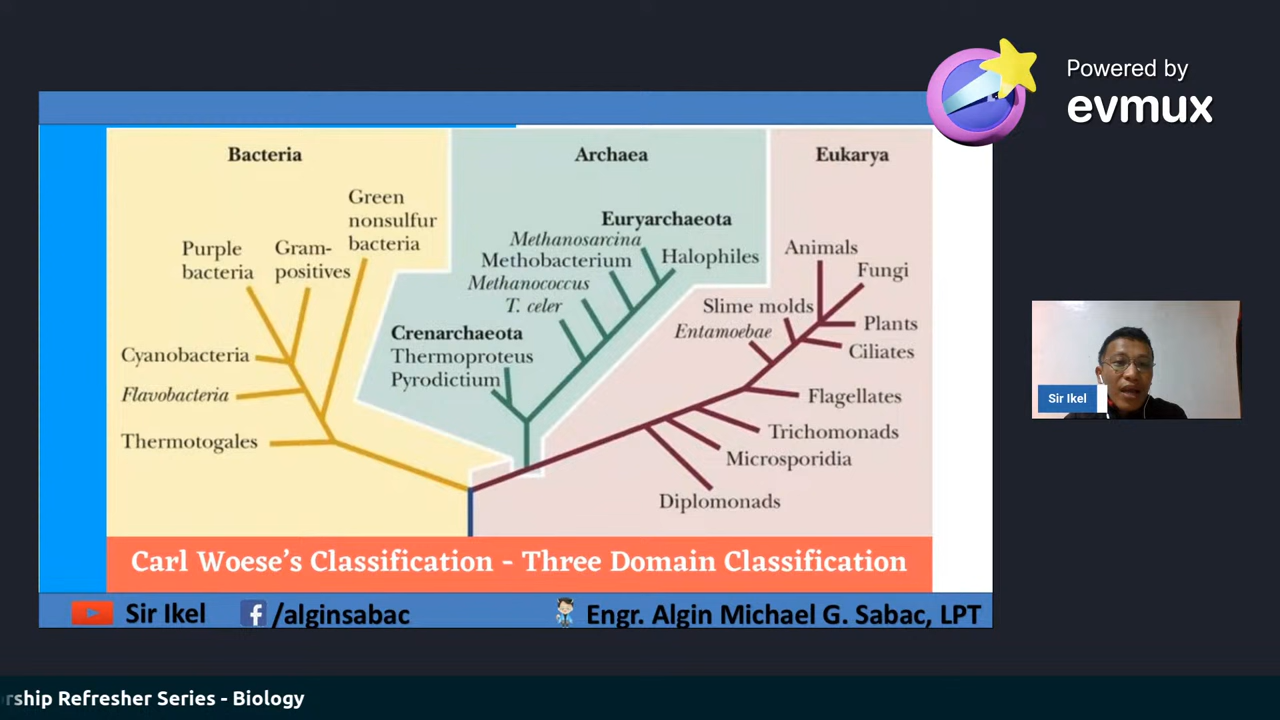 Powered by
evmux
Bacteria
Archaea
Eukarya
Green
nonsulfur
bacteria
Purple
bacteria
Gram-
positives
Cyanobacteria
Flavobacteria
Thermotogales
Euryarchaeota
Methanosarcina
Methobacterium
Halophiles
Methanococcus
T. celer
Crenarchaeota
Thermoproteus
Pyrodictium
Animals
Fungi
Slime molds
Entamoebae
Plants
Ciliates
Flagellates
Trichomonads
Microsporidia
Diplomonads
Carl Woese's Classification - Three Domain Classification
Sir Ikel
/alginsabac
Engr. Algin Michael G. Sabac, LPT
Sir Ikel
rship Refresher Series - Biology